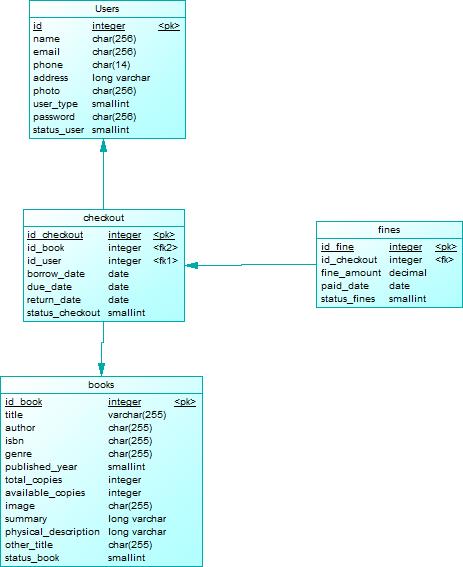 Users
id integer <pk>
name char(256)
email char(256)
phone char(14)
address long varchar
photo char(256)
user_type smallint
password char(256)
status_user smallint
checkout
id_checkout integer <pk>
id_book integer <fk2>
id_user integer <fk1>
borrow_date date
due_date date
return_date date
status_checkout smallint
fines
id_fine integer <pk>
id_checkout integer <fk>
fine_amount decimal
paid_date date
status_fines smallint
books
id_book integer <pk>
title varchar(255)
author char(255)
isbn char(255)
genre char(255)
published_year smallint
total_copies integer
available_copies integer
image char(255)
summary long varchar
physical_description long varchar
other_title char(255)
status_book smallint